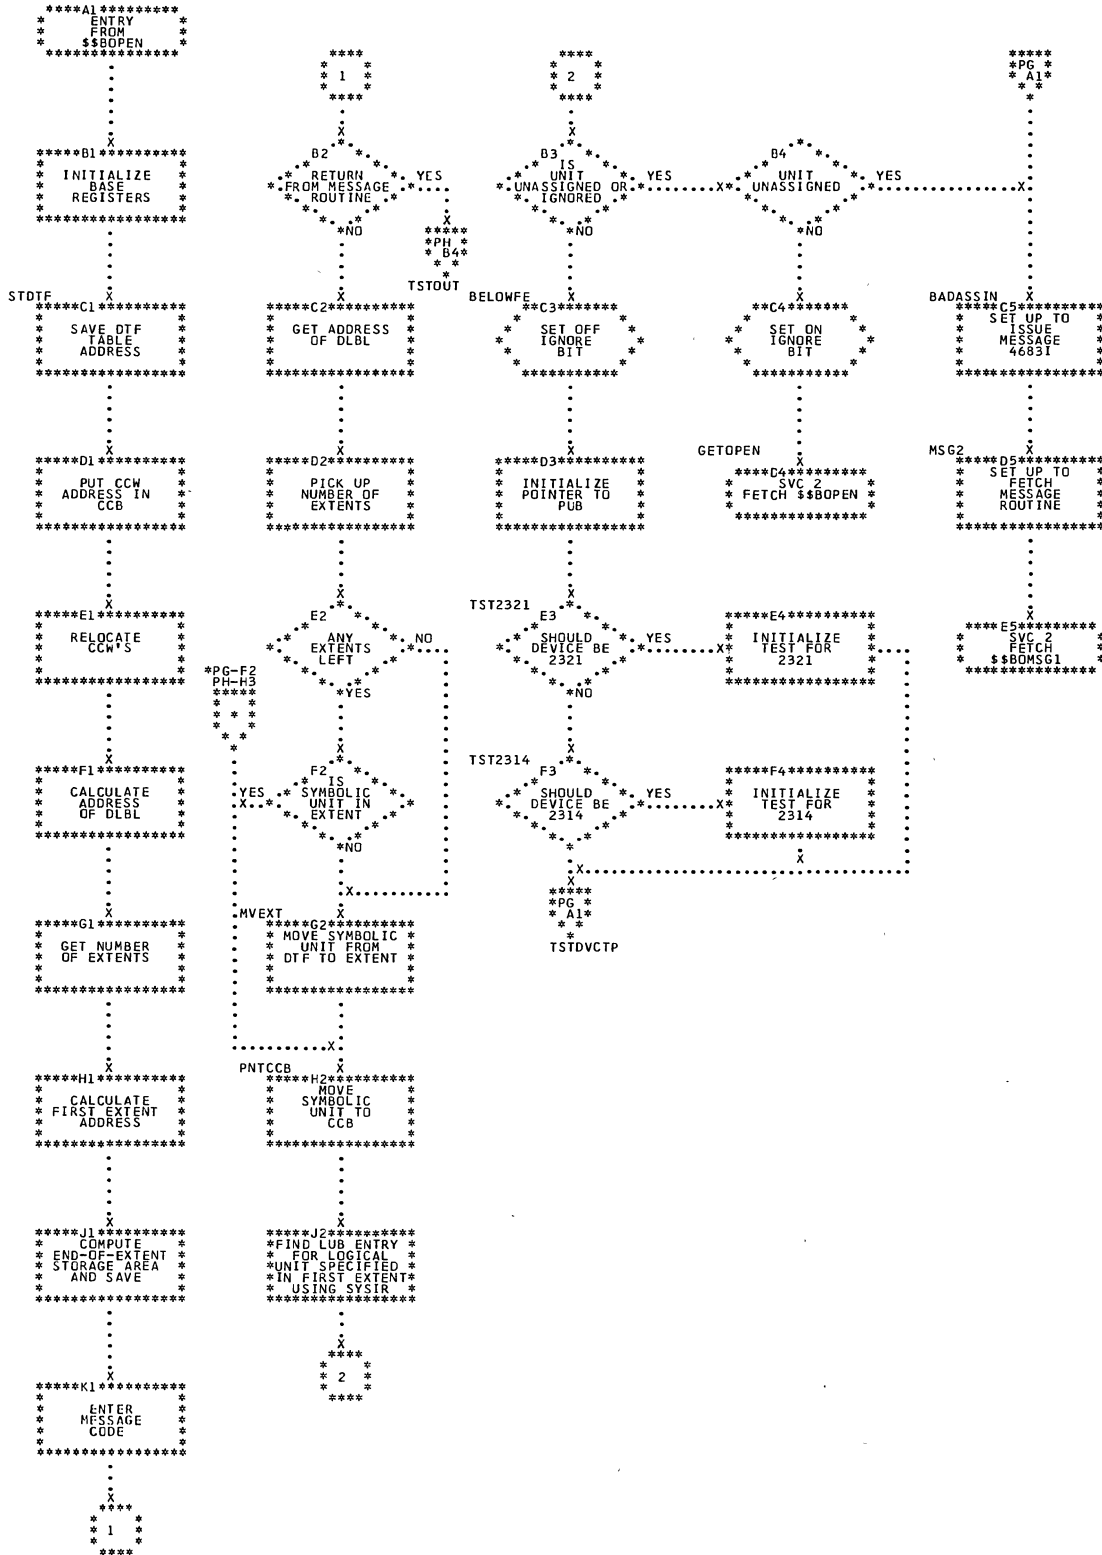 A1
ENTRY
FROM
$$BOPEN
B1
INITIALIZE
BASE
REGISTERS
STDTF
C1
SAVE DTF
TABLE
ADDRESS
D1
PUT CCW
ADDRESS IN
CCB
E1
RELOCATE
CCW'S
F1
CALCULATE
ADDRESS
OF DLBL
G1
GET NUMBER
OF EXTENTS
H1
CALCULATE
FIRST EXTENT
ADDRESS
J1
COMPUTE
END-OF-EXTENT
STORAGE AREA
AND SAVE
K1
ENTER
MESSAGE
CODE
1
1
B2
RETURN
FROM MESSAGE
ROUTINE
YES
PH
B4
TSTOUT
NO
C2
GET ADDRESS
OF DLBL
D2
PICK UP
NUMBER OF
EXTENTS
E2
ANY
EXTENTS
LEFT
NO
YES
*PG-F2
PH-H3
*
F2
IS
SYMBOLIC
UNIT IN
EXTENT
YES
NO
MVEXT
G2
MOVE SYMBOLIC
UNIT FROM
DTF TO EXTENT
PNTCCB
H2
MOVE
SYMBOLIC
UNIT TO
CCB
J2
FIND LUB ENTRY
FOR LOGICAL
UNIT SPECIFIED
IN FIRST EXTENT
USING SYSIR
2
2
B3
IS
UNIT
UNASSIGNED OR
IGNORED
YES
NO
BELOWFE
C3
SET OFF
IGNORE
BIT
D3
INITIALIZE
POINTER TO
PUB
TST2321
E3
SHOULD
DEVICE BE
2321
YES
NO
TST2314
F3
SHOULD
DEVICE BE
2314
YES
PG
A1
TSTDVCTP
B4
UNIT
UNASSIGNED
YES
NO
C4
SET ON
IGNORE
BIT
GETOPEN
D4
SVC 2
FETCH $$BOPEN
E4
INITIALIZE
TEST FOR
2321
F4
INITIALIZE
TEST FOR
2314
PG
A1
BADASSIN
C5
SET UP TO
ISSUE
MESSAGE
4683I
MSG2
D5
SET UP TO
FETCH
MESSAGE
ROUTINE
E5
SVC 2
FETCH
$$BOMSG1